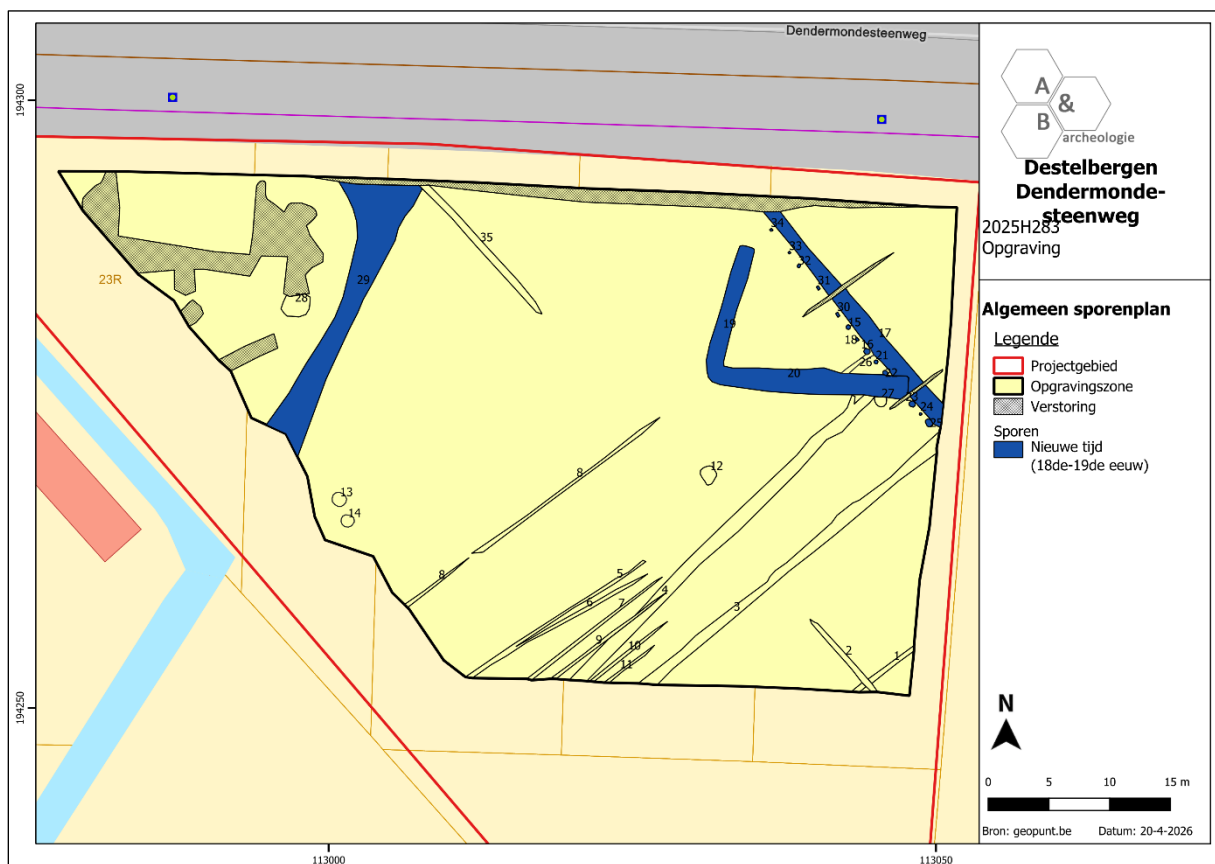 Dendermondesteenweg
194300
194250
113000
113050
23R
34
33
32
31
30
15
17
18
16
21
26
22
27
23
24
25
19
20
35
29
28
13
14
12
8
8
5
6
7
4
9
10
11
3
2
1
A
&
B
archeologie
Destelbergen
Dendermonde-
steenweg
2025H283
Opgraving
Algemeen sporenplan
Legende
Projectgebied
Opgravingszone
Verstoring
Sporen
Nieuwe tijd
(18de-19de eeuw)
N
0 5 10 15 m
Bron: geopunt.be Datum: 20-4-2026